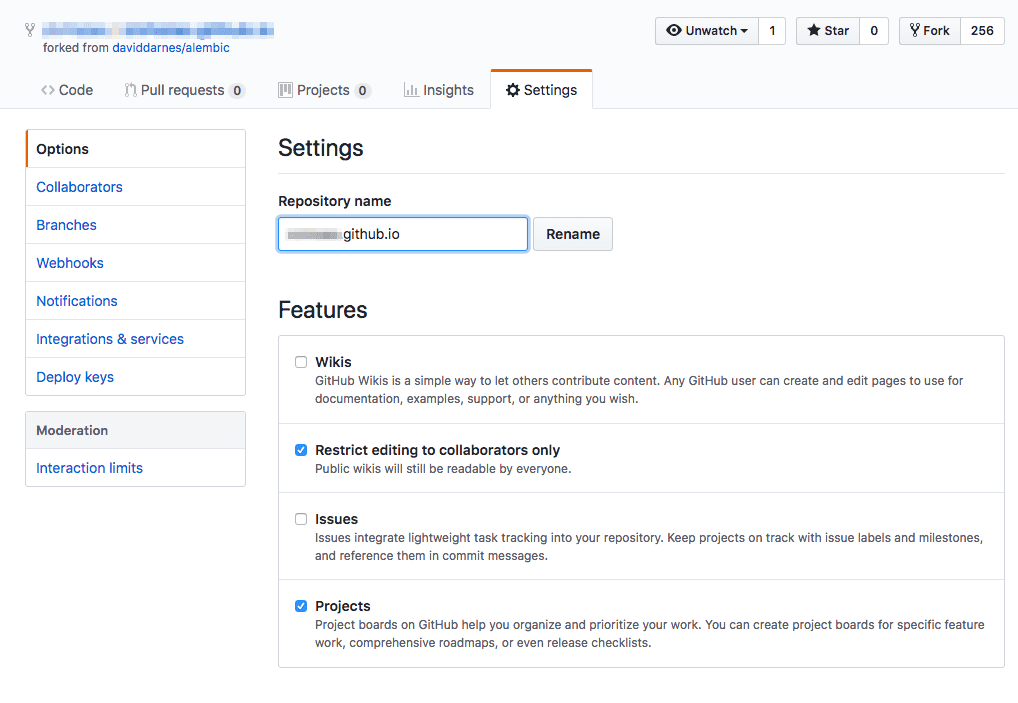 Unwatch 1 Star 0 Fork 256
forked from daviddarnes/alembic
Code Pull requests 0 Projects 0 Insights Settings
Options
Collaborators
Branches
Webhooks
Notifications
Integrations & services
Deploy keys
Moderation
Interaction limits
Settings
Repository name
github.io Rename
Features
Wikis
GitHub Wikis is a simple way to let others contribute content. Any GitHub user can create and edit pages to use for
documentation, examples, support, or anything you wish.
Restrict editing to collaborators only
Public wikis will still be readable by everyone.
Issues
Issues integrate lightweight task tracking into your repository. Keep projects on track with issue labels and milestones,
and reference them in commit messages.
Projects
Project boards on GitHub help you organize and prioritize your work. You can create project boards for specific feature
work, comprehensive roadmaps, or even release checklists.